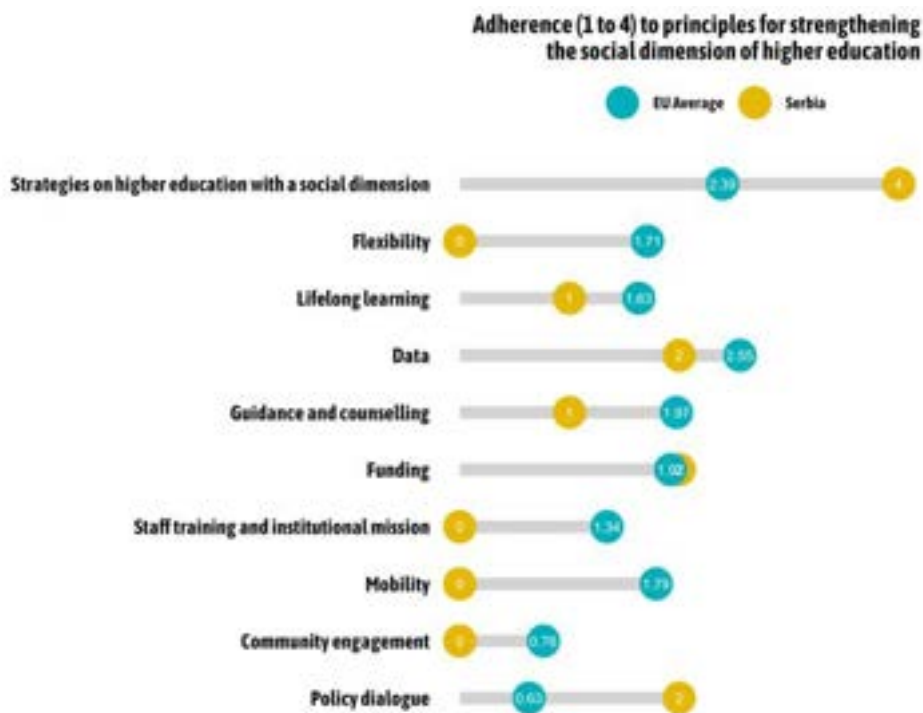 Adherence (1 to 4) to principles for strengthening
the social dimension of higher education
EU Average Serbia
Strategies on higher education with a social dimension 2.39 4
Flexibility 0 1.71
Lifelong learning 1 1.63
Data 2 2.55
Guidance and counselling 1 1.97
Funding
Staff training and institutional mission 0 1.34
Mobility 0 1.79
Community engagement 0
Policy dialogue 0.63 2